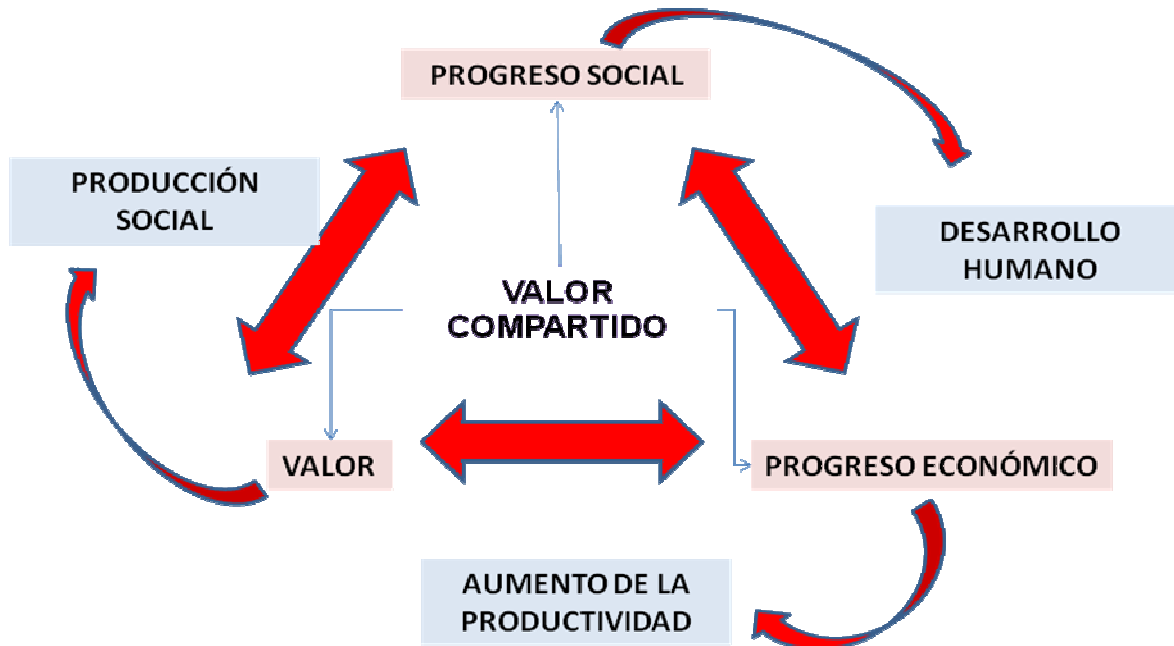 PROGRESO SOCIAL
PRODUCCIÓN
SOCIAL
DESARROLLO
HUMANO
VALOR
COMPARTIDO
VALOR
PROGRESO ECONÓMICO
AUMENTO DE LA
PRODUCTIVIDAD